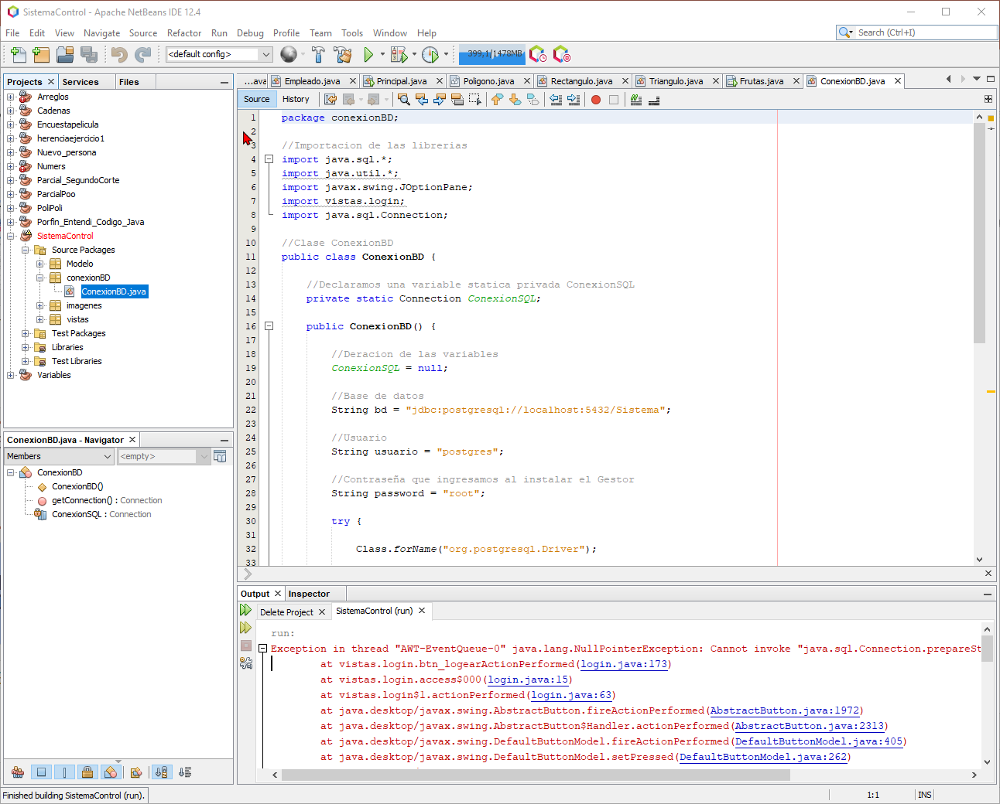 SistemaControl - Apache NetBeans IDE 12.4
File Edit View Navigate Source Refactor Run Debug Profile Team Tools Window Help
Search (Ctrl+I)
<default config>
399,1/1478MB
Projects Services Files
Arreglos
Cadenas
Encuestapelicula
herenciaejercicio1
Nuevo_persona
Numers
Parcial_SegundoCorte
ParcialPoo
PoliPoli
Porfin_Entendi_Codigo_Java
SistemaControl
Source Packages
Modelo
conexionBD
ConexionBD.java
imagenes
vistas
Test Packages
Libraries
Test Libraries
Variables
ConexionBD.java - Navigator
Members <empty>
ConexionBD
ConexionBD()
getConnection() : Connection
ConexionSQL : Connection
...ava Empleado.java Principal.java Poligono.java Rectangulo.java Triangulo.java Frutas.java ConexionBD.java
Source History
1 package conexionBD;
2
3 //Importacion de las librerias
4 import java.sql.*;
5 import java.util.*;
6 import javax.swing.JOptionPane;
7 import vistas.login;
8 import java.sql.Connection;
9
10 //Clase ConexionBD
11 public class ConexionBD {
12
13 //Declaramos una variable statica privada ConexionSQL
14 private static Connection ConexionSQL;
15
16 public ConexionBD() {
17
18 //Deracion de las variables
19 ConexionSQL = null;
20
21 //Base de datos
22 String bd = "jdbc:postgresql://localhost:5432/Sistema";
23
24 //Usuario
25 String usuario = "postgres";
26
27 //Contraseña que ingresamos al instalar el Gestor
28 String password = "root";
29
30 try {
31
32 Class.forName("org.postgresql.Driver");
33
Output Inspector
Delete Project SistemaControl (run)
run:
Exception in thread "AWT-EventQueue-0" java.lang.NullPointerException: Cannot invoke "java.sql.Connection.prepareSt
at vistas.login.btn_logearActionPerformed(login.java:173)
at vistas.login.access$000(login.java:15)
at vistas.login$1.actionPerformed(login.java:63)
at java.desktop/javax.swing.AbstractButton.fireActionPerformed(AbstractButton.java:1972)
at java.desktop/javax.swing.AbstractButton$Handler.actionPerformed(AbstractButton.java:2313)
at java.desktop/javax.swing.DefaultButtonModel.fireActionPerformed(DefaultButtonModel.java:405)
at java.desktop/javax.swing.DefaultButtonModel.setPressed(DefaultButtonModel.java:262)
Finished building SistemaControl (run).
1:1 INS